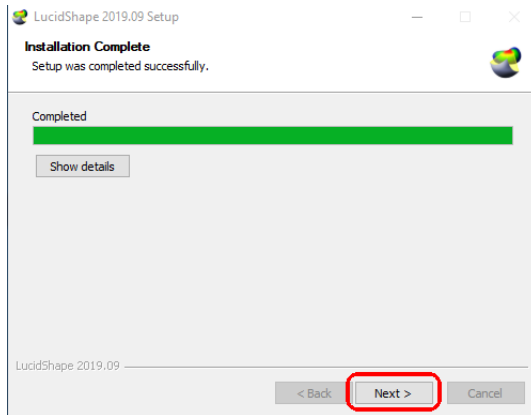 LucidShape 2019.09 Setup
Installation Complete
Setup was completed successfully.
Completed
Show details
LucidShape 2019.09
< Back Next > Cancel